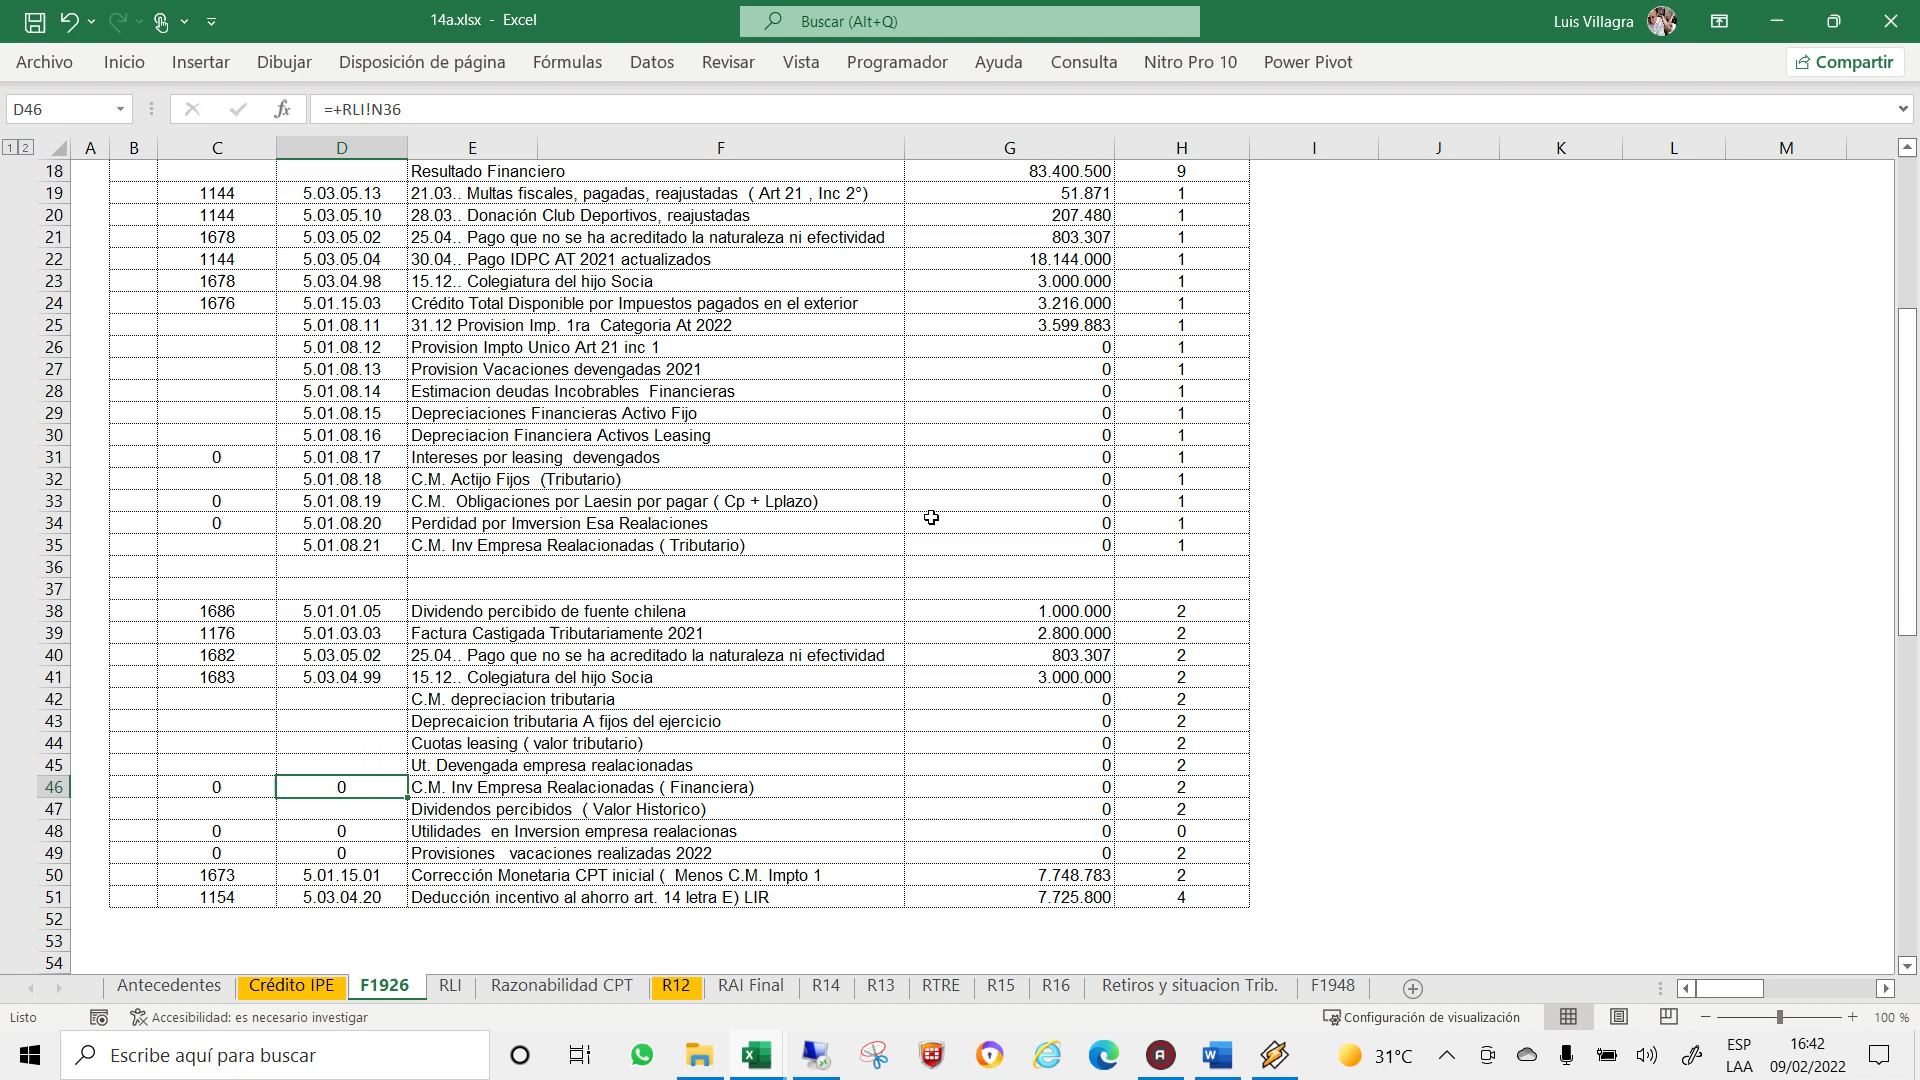 14a.xlsx - Excel
Buscar (Alt+Q)
Luis Villagra
Archivo Inicio Insertar Dibujar Disposición de página Fórmulas Datos Revisar Vista Programador Ayuda Consulta Nitro Pro 10 Power Pivot Compartir
D46 fx =+RLI!N36
1 2 A B C D E F G H I J K L M
18 Resultado Financiero 83.400.500 9
19 1144 5.03.05.13 21.03.. Multas fiscales, pagadas, reajustadas ( Art 21 , Inc 2°) 51.871 1
20 1144 5.03.05.10 28.03.. Donación Club Deportivos, reajustadas 207.480 1
21 1678 5.03.05.02 25.04.. Pago que no se ha acreditado la naturaleza ni efectividad 803.307 1
22 1144 5.03.05.04 30.04.. Pago IDPC AT 2021 actualizados 18.144.000 1
23 1678 5.03.04.98 15.12.. Colegiatura del hijo Socia 3.000.000 1
24 1676 5.01.15.03 Crédito Total Disponible por Impuestos pagados en el exterior 3.216.000 1
25 5.01.08.11 31.12 Provision Imp. 1ra Categoria At 2022 3.599.883 1
26 5.01.08.12 Provision Impto Unico Art 21 inc 1 0 1
27 5.01.08.13 Provision Vacaciones devengadas 2021 0 1
28 5.01.08.14 Estimacion deudas Incobrables Financieras 0 1
29 5.01.08.15 Depreciaciones Financieras Activo Fijo 0 1
30 5.01.08.16 Depreciacion Financiera Activos Leasing 0 1
31 0 5.01.08.17 Intereses por leasing devengados 0 1
32 5.01.08.18 C.M. Actijo Fijos (Tributario) 0 1
33 0 5.01.08.19 C.M. Obligaciones por Laesin por pagar ( Cp + Lplazo) 0 1
34 0 5.01.08.20 Perdidad por Imversion Esa Realaciones 0 1
35 5.01.08.21 C.M. Inv Empresa Realacionadas ( Tributario) 0 1
36
37
38 1686 5.01.01.05 Dividendo percibido de fuente chilena 1.000.000 2
39 1176 5.01.03.03 Factura Castigada Tributariamente 2021 2.800.000 2
40 1682 5.03.05.02 25.04.. Pago que no se ha acreditado la naturaleza ni efectividad 803.307 2
41 1683 5.03.04.99 15.12.. Colegiatura del hijo Socia 3.000.000 2
42 C.M. depreciacion tributaria 0 2
43 Deprecaicion tributaria A fijos del ejercicio 0 2
44 Cuotas leasing ( valor tributario) 0 2
45 Ut. Devengada empresa realacionadas 0 2
46 0 0 C.M. Inv Empresa Realacionadas ( Financiera) 0 2
47 Dividendos percibidos ( Valor Historico) 0 2
48 0 0 Utilidades en Inversion empresa realacionas 0 0
49 0 0 Provisiones vacaciones realizadas 2022 0 2
50 1673 5.01.15.01 Corrección Monetaria CPT inicial ( Menos C.M. Impto 1 7.748.783 2
51 1154 5.03.04.20 Deducción incentivo al ahorro art. 14 letra E) LIR 7.725.800 4
52
53
54
Antecedentes Crédito IPE F1926 RLI Razonabilidad CPT R12 RAI Final R14 R13 RTRE R15 R16 Retiros y situacion Trib. F1948
Listo Accesibilidad: es necesario investigar Configuración de visualización 100 %
Escribe aquí para buscar 31°C ESP 16:42
LAA 09/02/2022